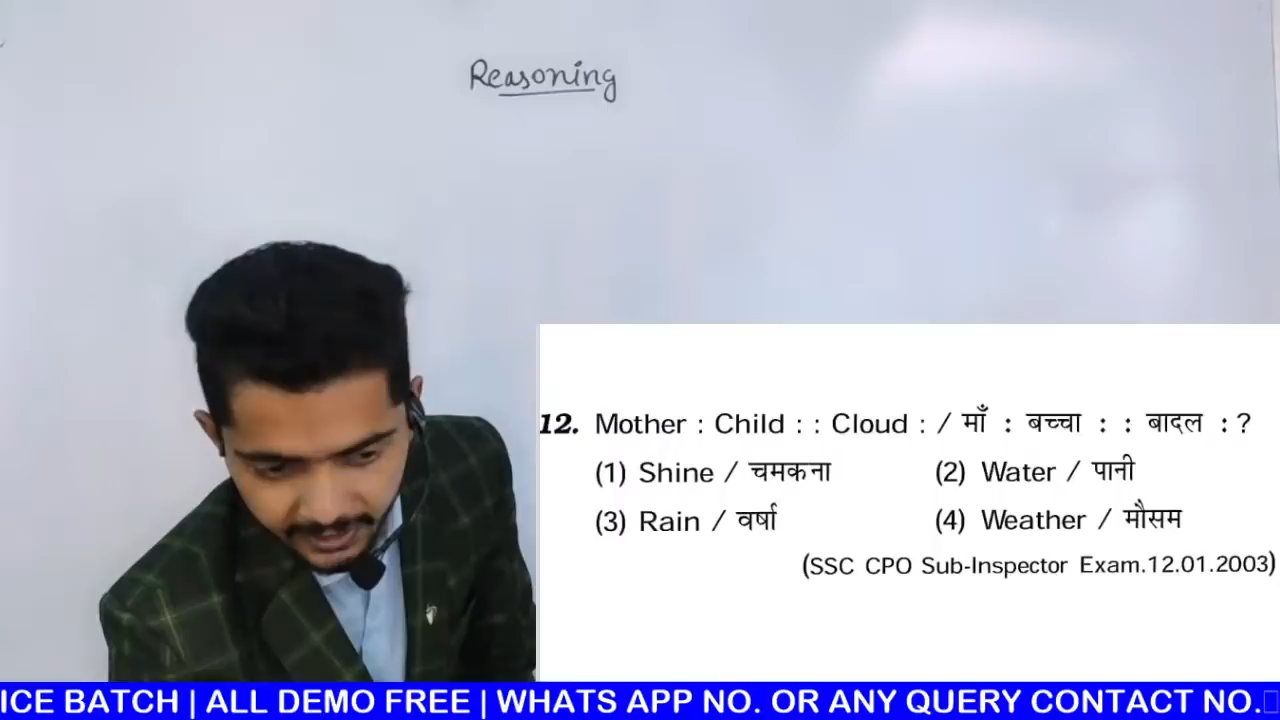 Reasoning
12. Mother : Child : : Cloud : / माँ : बच्चा : : बादल : ?
(1) Shine / चमकना (2) Water / पानी
(3) Rain / वर्षा (4) Weather / मौसम
(SSC CPO Sub-Inspector Exam.12.01.2003)
ICE BATCH | ALL DEMO FREE | WHATS APP NO. OR ANY QUERY CONTACT NO.